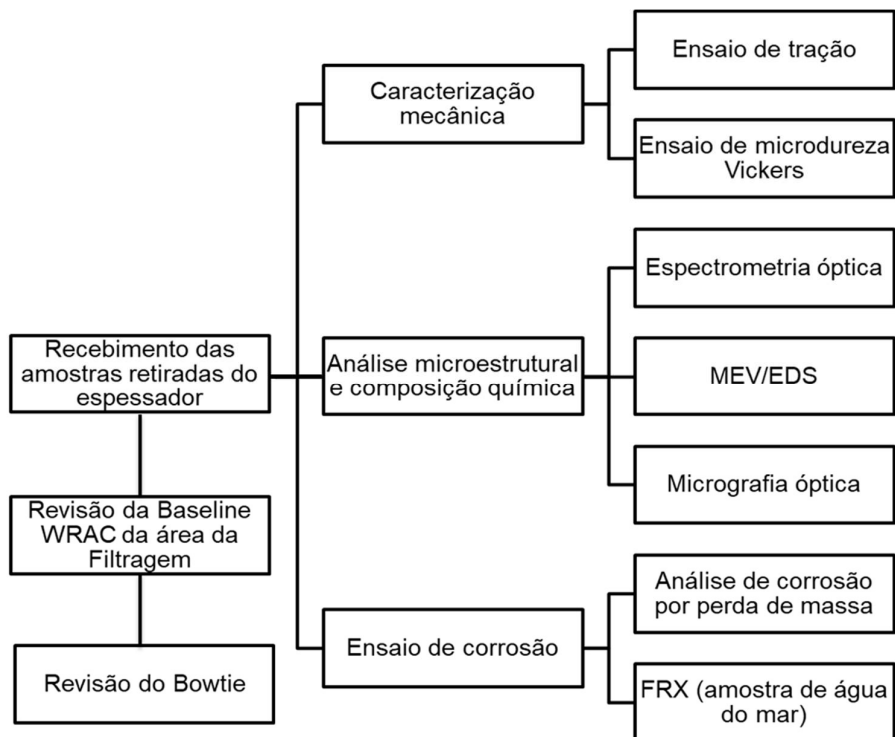 Recebimento das
amostras retiradas do
espessador
Revisão da Baseline
WRAC da área da
Filtragem
Revisão do Bowtie
Caracterização
mecânica
Ensaio de tração
Ensaio de microdureza
Vickers
Análise microestrutural
e composição química
Espectrometria óptica
MEV/EDS
Micrografia óptica
Ensaio de corrosão
Análise de corrosão
por perda de massa
FRX (amostra de água
do mar)